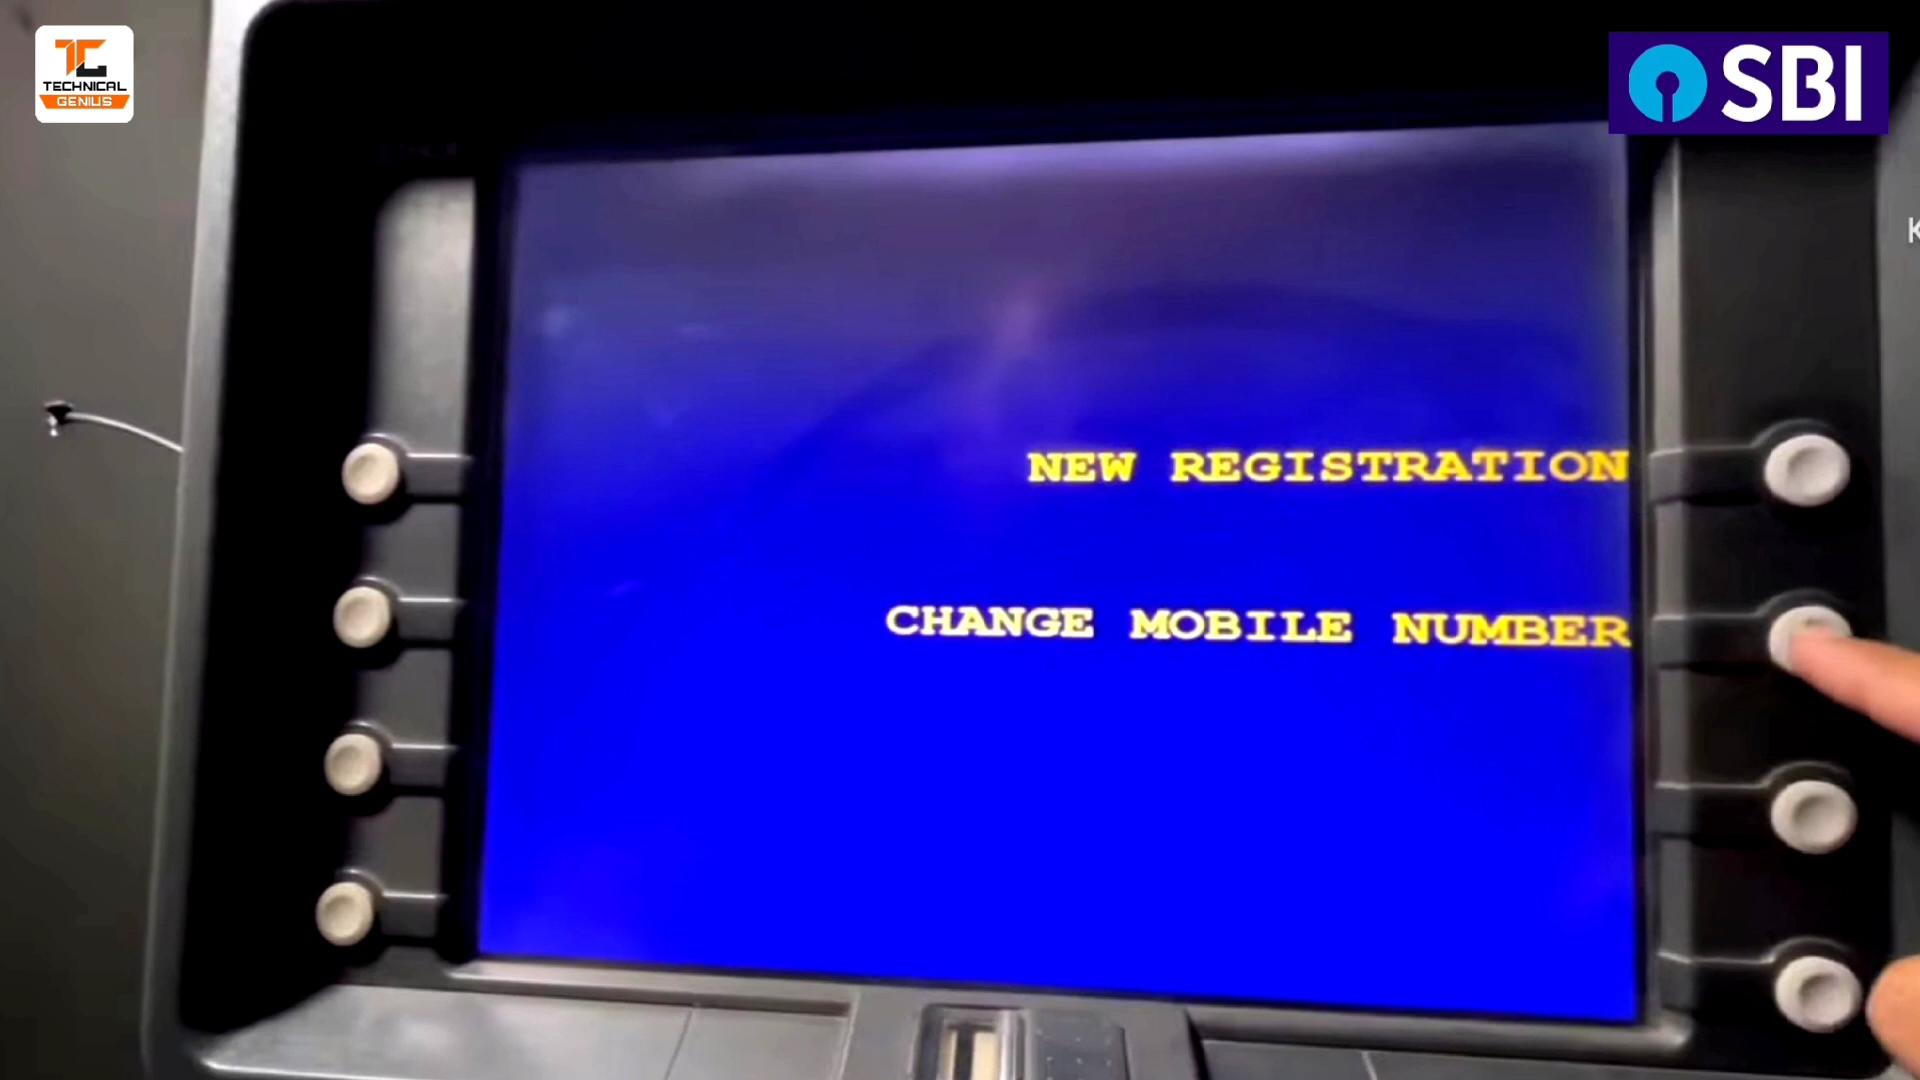 TECHNICAL
GENIUS
SBI
K
NEW REGISTRATION
CHANGE MOBILE NUMBER